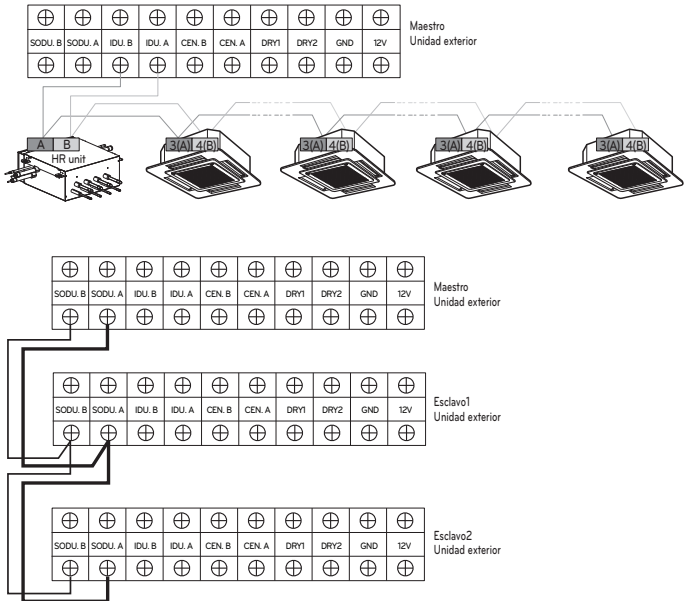 SODU. B SODU. A IDU. B IDU. A CEN. B CEN. A DRY1 DRY2 GND 12V
Maestro
Unidad exterior
A B
HR unit
3(A) 4(B) 3(A) 4(B) 3(A) 4(B) 3(A) 4(B)
SODU. B SODU. A IDU. B IDU. A CEN. B CEN. A DRY1 DRY2 GND 12V
Maestro
Unidad exterior
SODU. B SODU. A IDU. B IDU. A CEN. B CEN. A DRY1 DRY2 GND 12V
Esclavo1
Unidad exterior
SODU. B SODU. A IDU. B IDU. A CEN. B CEN. A DRY1 DRY2 GND 12V
Esclavo2
Unidad exterior